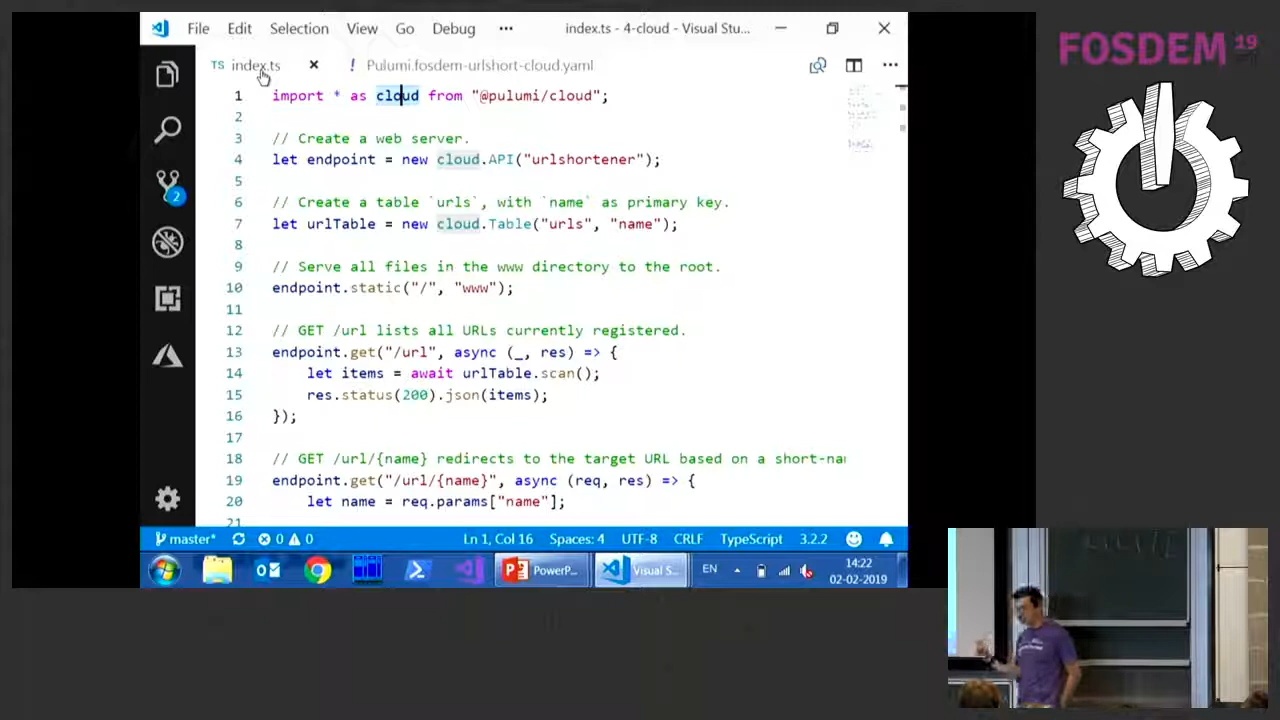 File Edit Selection View Go Debug ••• index.ts - 4-cloud - Visual Stu...
TS index.ts × ! Pulumi.fosdem-urlshort-cloud.yaml
1 import * as cloud from "@pulumi/cloud";
2
3 // Create a web server.
4 let endpoint = new cloud.API("urlshortener");
5
6 // Create a table `urls`, with `name` as primary key.
7 let urlTable = new cloud.Table("urls", "name");
8
9 // Serve all files in the www directory to the root.
10 endpoint.static("/", "www");
11
12 // GET /url lists all URLs currently registered.
13 endpoint.get("/url", async (_, res) => {
14 let items = await urlTable.scan();
15 res.status(200).json(items);
16 });
17
18 // GET /url/{name} redirects to the target URL based on a short-nam
19 endpoint.get("/url/{name}", async (req, res) => {
20 let name = req.params["name"];
21
2
master* 0 0 Ln 1, Col 16 Spaces: 4 UTF-8 CRLF TypeScript 3.2.2
PowerP... Visual S... EN 14:22
02-02-2019
FOSDEM 19